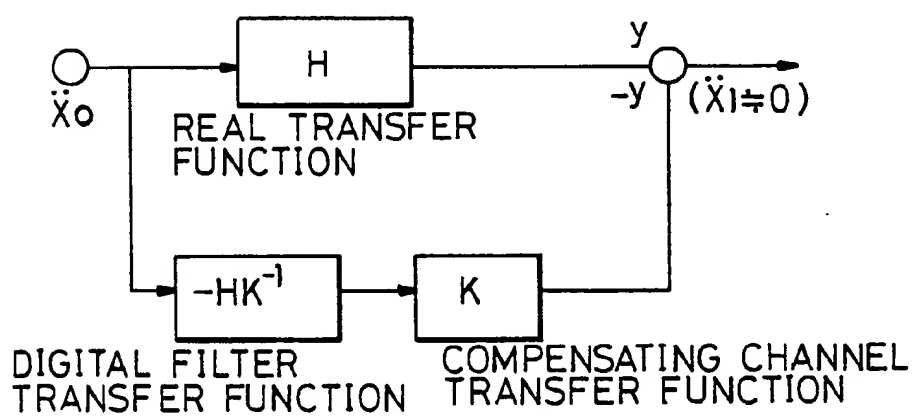 H
y
Ẍo
-y
(Ẍ1≒0)
REAL TRANSFER
FUNCTION
-HK⁻¹
K
DIGITAL FILTER
TRANSFER FUNCTION
COMPENSATING CHANNEL
TRANSFER FUNCTION